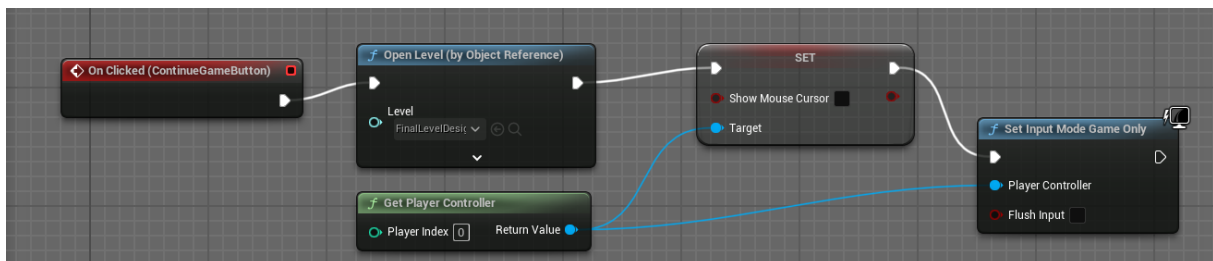 On Clicked (ContinueGameButton)
f Open Level (by Object Reference)
Level
FinalLevelDesig
f Get Player Controller
Player Index 0
Return Value
SET
Show Mouse Cursor
Target
f Set Input Mode Game Only
Player Controller
Flush Input